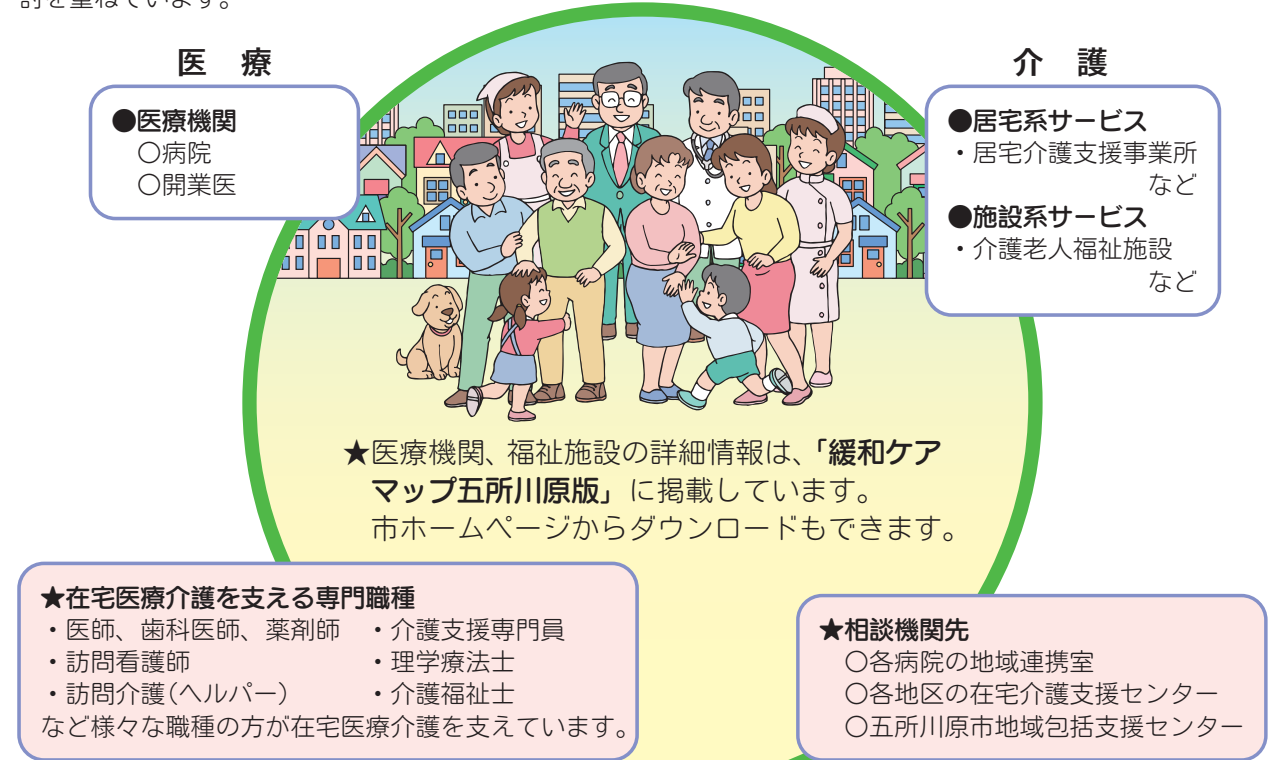 討を重ねています。
医　療
●医療機関
○病院
○開業医
介　護
●居宅系サービス
・居宅介護支援事業所
など
●施設系サービス
・介護老人福祉施設
など
★医療機関、福祉施設の詳細情報は、「緩和ケア
マップ五所川原版」に掲載しています。
市ホームページからダウンロードもできます。
★在宅医療介護を支える専門職種
・医師、歯科医師、薬剤師　・介護支援専門員
・訪問看護師　・理学療法士
・訪問介護(ヘルパー)　・介護福祉士
など様々な職種の方が在宅医療介護を支えています。
★相談機関先
○各病院の地域連携室
○各地区の在宅介護支援センター
○五所川原市地域包括支援センター